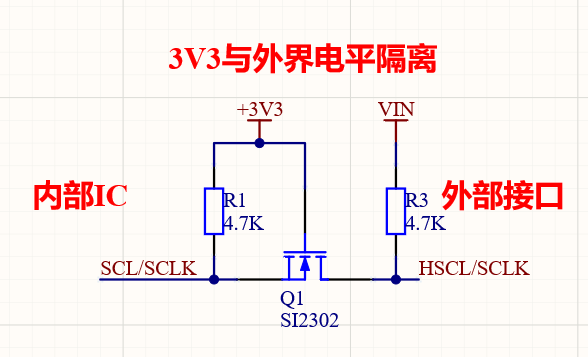 3V3与外界电平隔离
+3V3
VIN
内部IC
R1
4.7K
R3
4.7K
外部接口
SCL/SCLK
HSCL/SCLK
Q1
SI2302